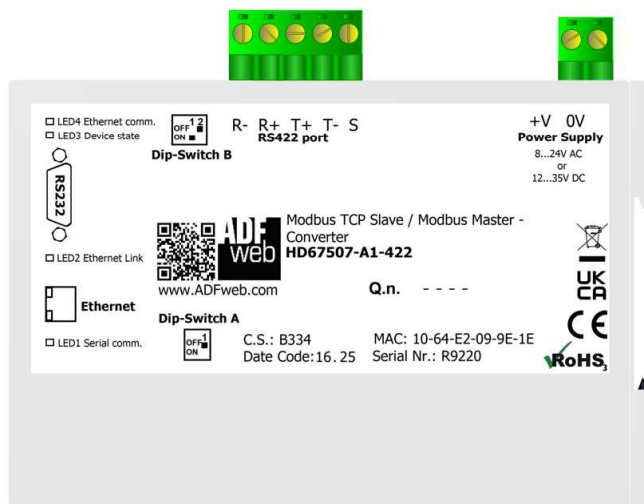 LED4 Ethernet comm.
LED3 Device state
OFF 1 2
ON
Dip-Switch B
R- R+ T+ T- S
RS422 port
+V 0V
Power Supply
8...24V AC
or
12...35V DC
RS232
LED2 Ethernet Link
Ethernet
LED1 Serial comm.
ADF
web
www.ADFweb.com
Modbus TCP Slave / Modbus Master -
Converter
HD67507-A1-422
Q.n. - - - -
Dip-Switch A
OFF 1
ON
C.S.: B334 MAC: 10-64-E2-09-9E-1E
Date Code:16.25 Serial Nr.: R9220
UK
CA
CE
RoHS3